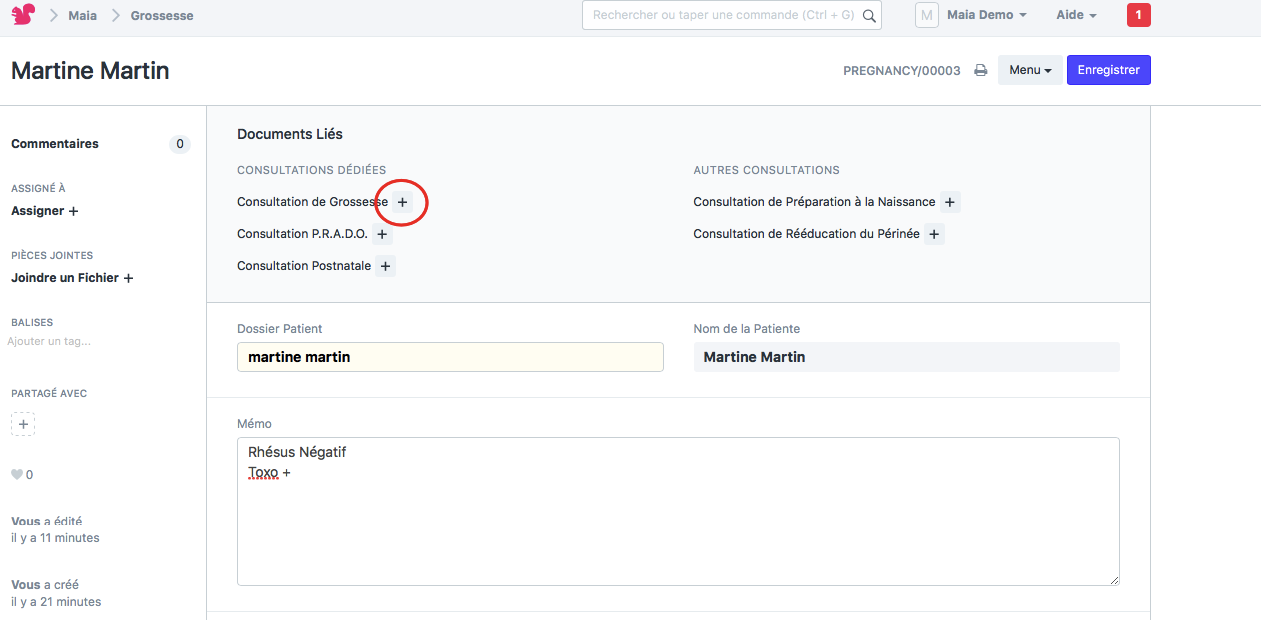 Maia Grossesse Rechercher ou taper une commande (Ctrl + G) M Maia Demo Aide 1
Martine Martin PREGNANCY/00003 Menu Enregistrer
Commentaires 0
ASSIGNÉ À
Assigner +
PIÈCES JOINTES
Joindre un Fichier +
BALISES
Ajouter un tag...
PARTAGÉ AVEC
+
0
Vous a édité
il y a 11 minutes
Vous a créé
il y a 21 minutes
Documents Liés
CONSULTATIONS DÉDIÉES
Consultation de Grossesse +
Consultation P.R.A.D.O. +
Consultation Postnatale +
AUTRES CONSULTATIONS
Consultation de Préparation à la Naissance +
Consultation de Rééducation du Périnée +
Dossier Patient
martine martin
Nom de la Patiente
Martine Martin
Mémo
Rhésus Négatif
Toxo +